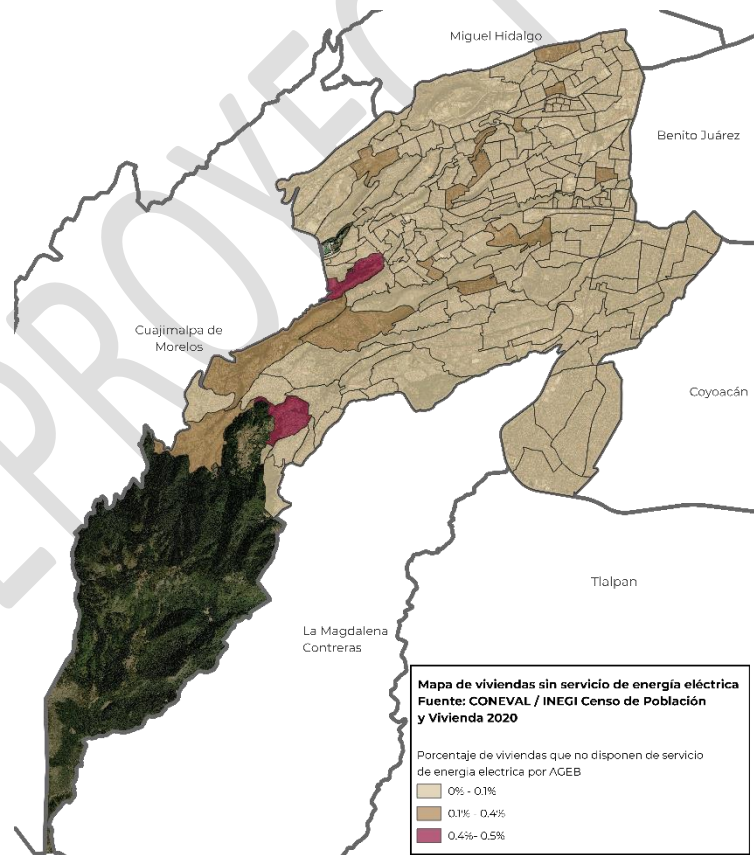 Miguel Hidalgo
Benito Juárez
Cuajimalpa de
Morelos
Coyoacán
Tlalpan
La Magdalena
Contreras
Mapa de viviendas sin servicio de energía eléctrica
Fuente: CONEVAL / INEGI Censo de Población
y Vivienda 2020
Porcentaje de viviendas que no disponen de servicio
de energia electrica por AGEB
0% - 0.1%
0.1% - 0.4%
0.4%- 0.5%
EPROYECT